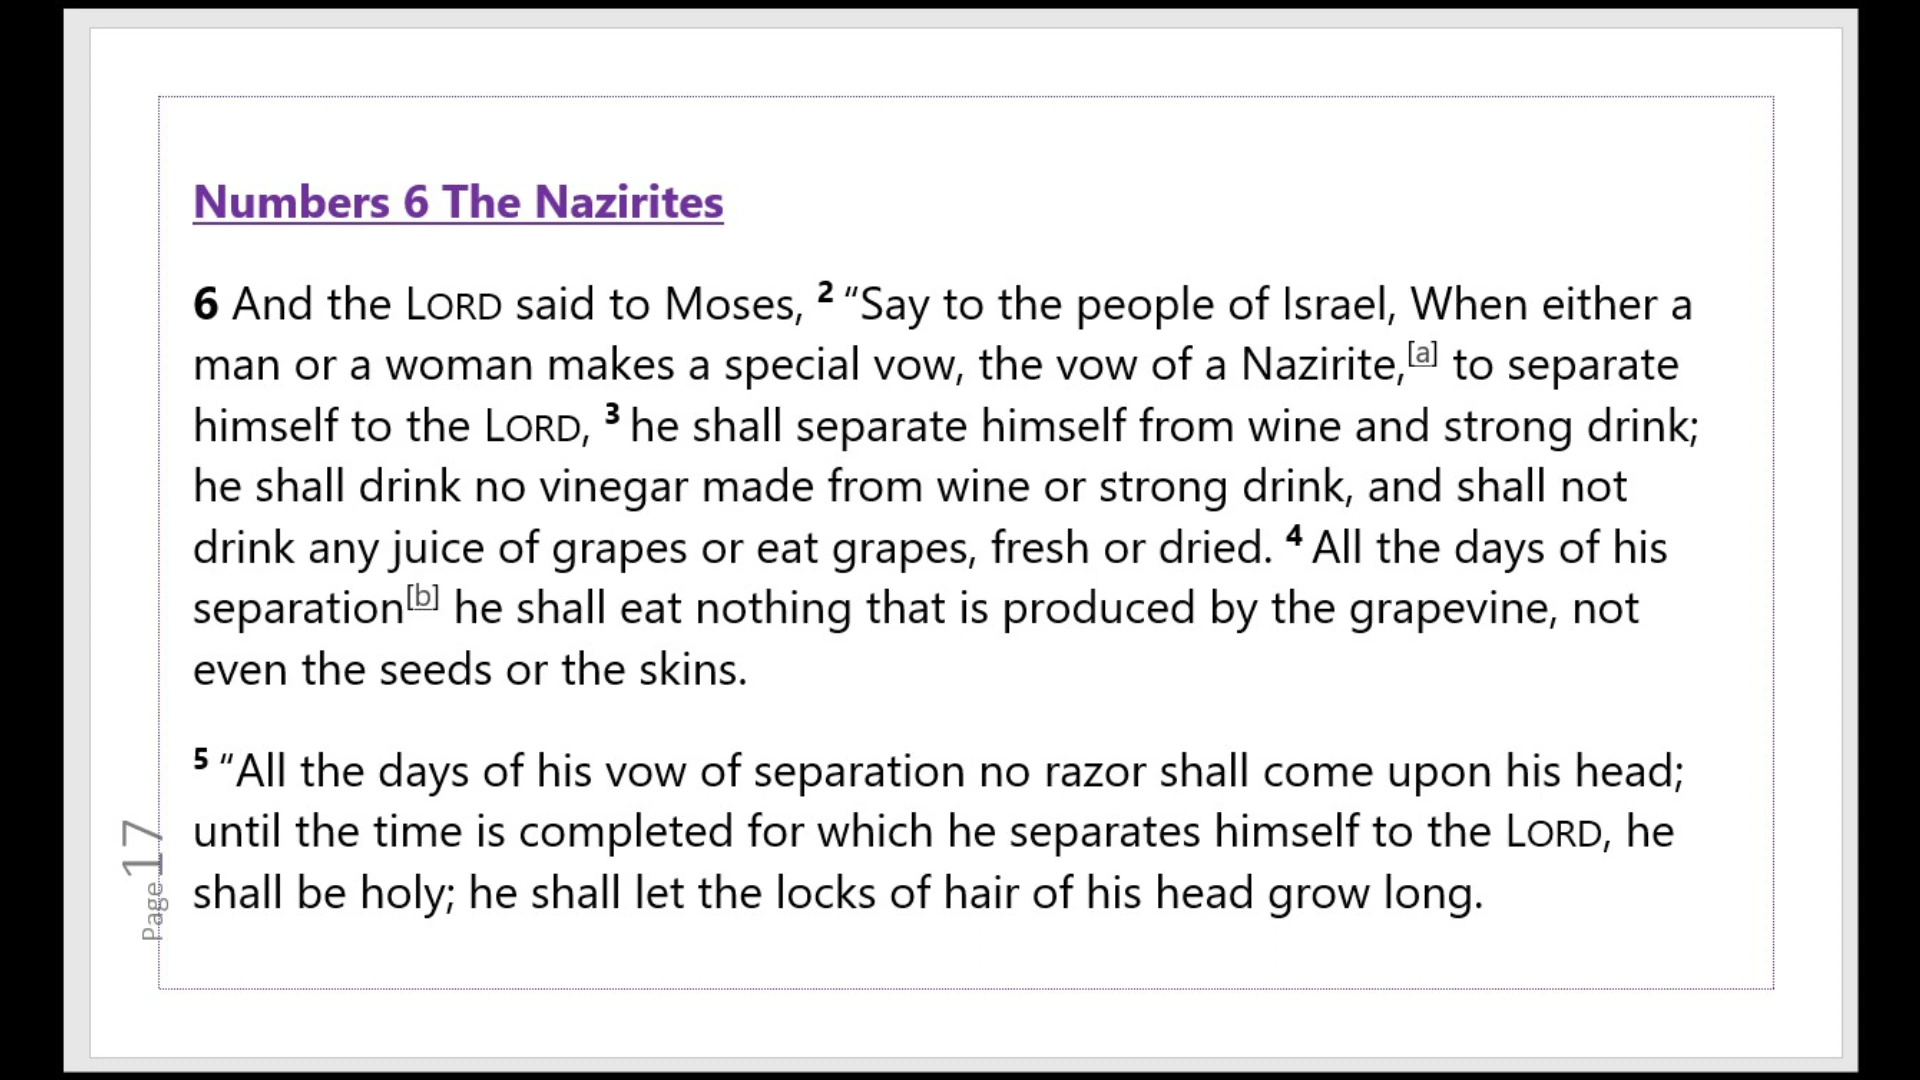 Numbers 6 The Nazirites
6 And the LORD said to Moses, 2 “Say to the people of Israel, When either a
man or a woman makes a special vow, the vow of a Nazirite,[a] to separate
himself to the LORD, 3 he shall separate himself from wine and strong drink;
he shall drink no vinegar made from wine or strong drink, and shall not
drink any juice of grapes or eat grapes, fresh or dried. 4 All the days of his
separation[b] he shall eat nothing that is produced by the grapevine, not
even the seeds or the skins.
5 “All the days of his vow of separation no razor shall come upon his head;
until the time is completed for which he separates himself to the LORD, he
shall be holy; he shall let the locks of hair of his head grow long.
Page 17